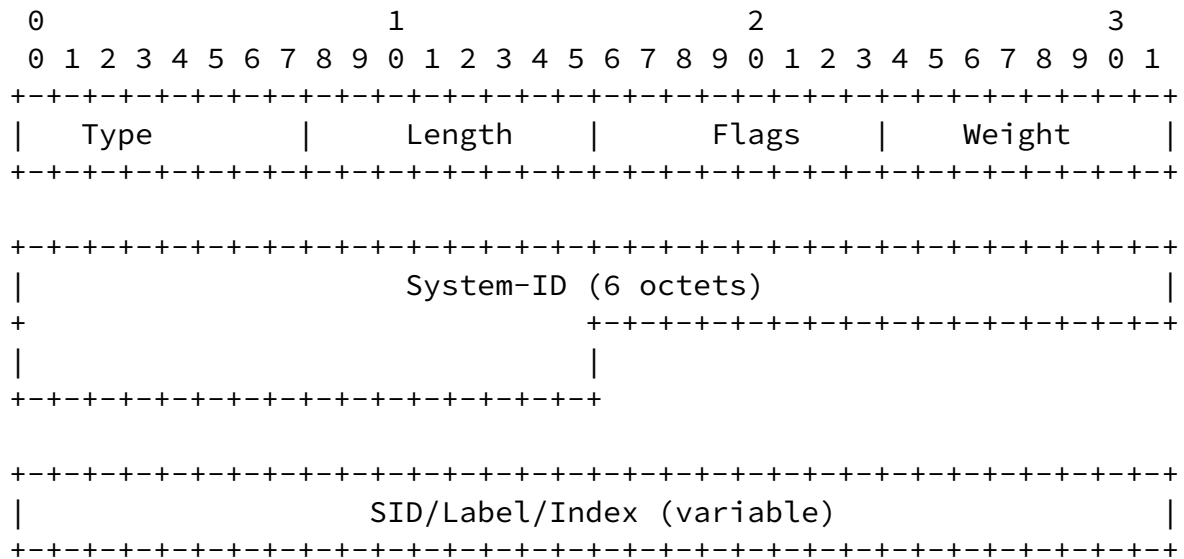 0                   1                   2                   3
 0 1 2 3 4 5 6 7 8 9 0 1 2 3 4 5 6 7 8 9 0 1 2 3 4 5 6 7 8 9 0 1
+-+-+-+-+-+-+-+-+-+-+-+-+-+-+-+-+-+-+-+-+-+-+-+-+-+-+-+-+-+-+-+-+
|   Type        |     Length    |      Flags    |    Weight     |
+-+-+-+-+-+-+-+-+-+-+-+-+-+-+-+-+-+-+-+-+-+-+-+-+-+-+-+-+-+-+-+-+

+-+-+-+-+-+-+-+-+-+-+-+-+-+-+-+-+-+-+-+-+-+-+-+-+-+-+-+-+-+-+-+-+
|                     System-ID (6 octets)                      |
+                               +-+-+-+-+-+-+-+-+-+-+-+-+-+-+-+-+
|                               |
+-+-+-+-+-+-+-+-+-+-+-+-+-+-+-+-+

+-+-+-+-+-+-+-+-+-+-+-+-+-+-+-+-+-+-+-+-+-+-+-+-+-+-+-+-+-+-+-+-+
|                   SID/Label/Index (variable)                  |
+-+-+-+-+-+-+-+-+-+-+-+-+-+-+-+-+-+-+-+-+-+-+-+-+-+-+-+-+-+-+-+-+